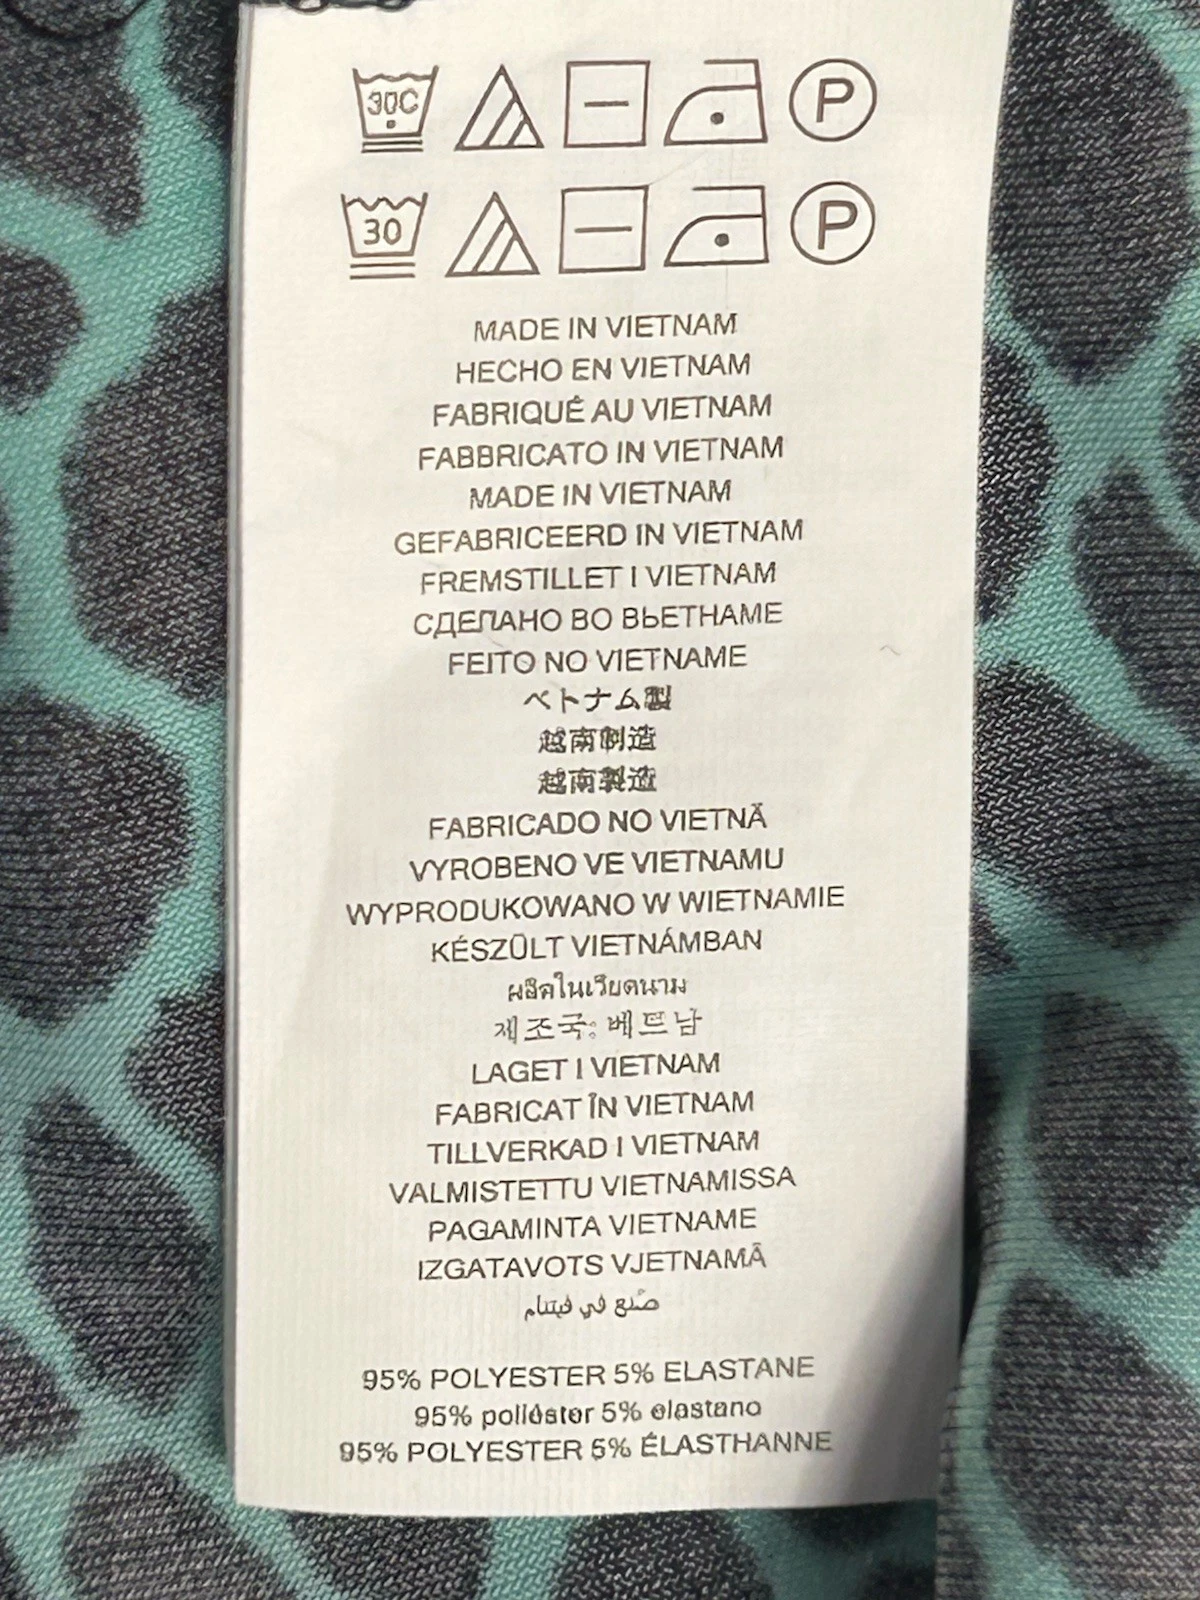 30C P
30 P
MADE IN VIETNAM
HECHO EN VIETNAM
FABRIQUÉ AU VIETNAM
FABBRICATO IN VIETNAM
MADE IN VIETNAM
GEFABRICEERD IN VIETNAM
FREMSTILLET I VIETNAM
СДЕЛАНО ВО ВЬЕТНАМЕ
FEITO NO VIETNAME
ベトナム製
越南制造
越南製造
FABRICADO NO VIETNÃ
VYROBENO VE VIETNAMU
WYPRODUKOWANO W WIETNAMIE
KÉSZÜLT VIETNÁMBAN
ผลิตในเวียดนาม
제조국: 베트남
LAGET I VIETNAM
FABRICAT ÎN VIETNAM
TILLVERKAD I VIETNAM
VALMISTETTU VIETNAMISSA
PAGAMINTA VIETNAME
IZGATAVOTS VJETNAMĀ
صُنع في فيتنام
95% POLYESTER 5% ELASTANE
95% poliéster 5% elastano
95% POLYESTER 5% ÉLASTHANNE